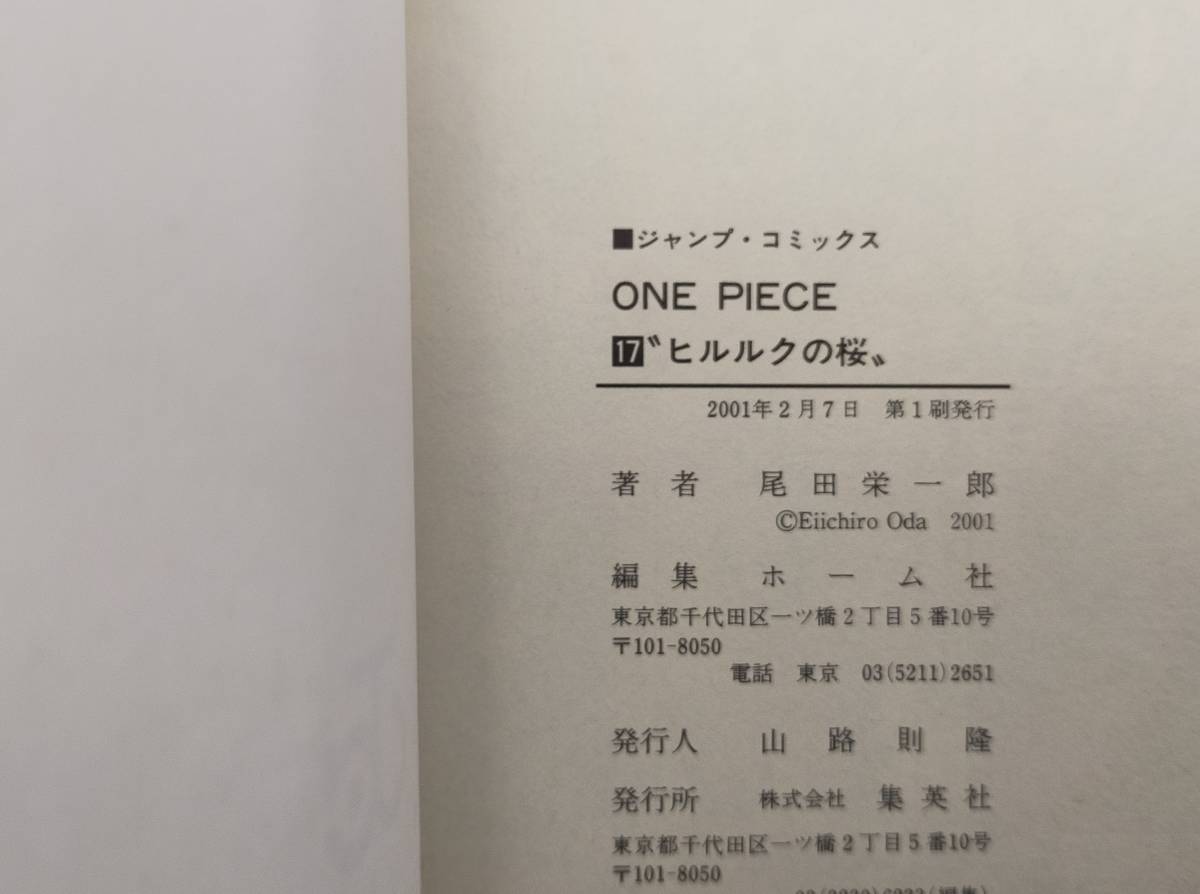 ■ジャンプ・コミックス
ONE PIECE
17〝ヒルルクの桜〟
2001年2月7日 第1刷発行
著者 尾田栄一郎
©Eiichiro Oda 2001
編集 ホーム社
東京都千代田区一ツ橋2丁目5番10号
〒101-8050
電話 東京 03(5211)2651
発行人 山路則隆
発行所 株式会社 集英社
東京都千代田区一ツ橋2丁目5番10号
〒101-8050